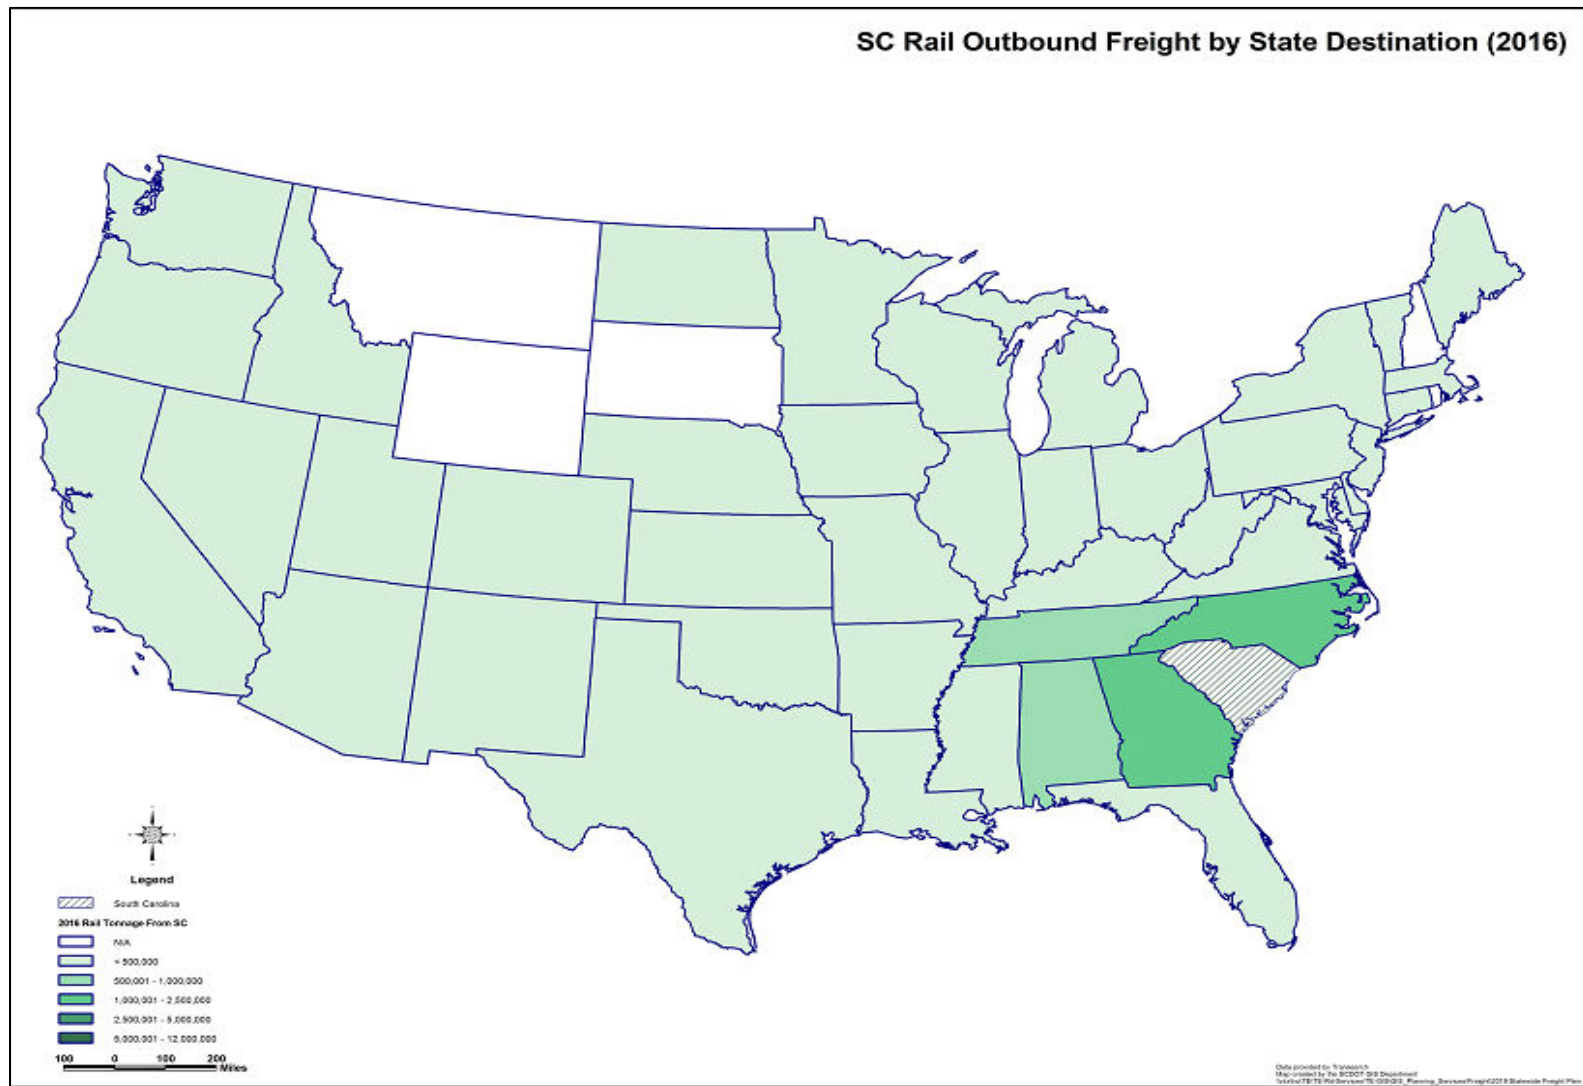 SC Rail Outbound Freight by State Destination (2016)
Legend
South Carolina
2016 Rail Tonnage From SC
N/A
< 500,000
500,001 - 1,000,000
1,000,001 - 2,500,000
2,500,001 - 5,000,000
5,000,001 - 12,000,000
100 0 100 200
Miles
Data provided by Transearch
Map created by the SCDOT GIS Department